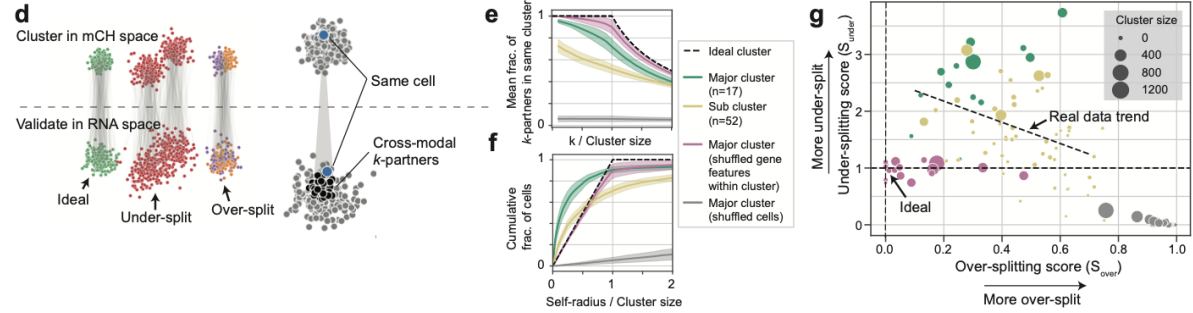 d
Cluster in mCH space
Validate in RNA space
Ideal
Under-split
Over-split
Same cell
Cross-modal
k-partners
e
Mean frac. of
k-partners in same cluster
1
0
k / Cluster size
f
Cumulative
frac. of cells
1
0
0
1
2
Self-radius / Cluster size
Ideal cluster
Major cluster
(n=17)
Sub cluster
(n=52)
Major cluster
(shuffled gene
features
within cluster)
Major cluster
(shuffled cells)
g
More under-split
Under-splitting score (Sunder)
3
2
1
0
Cluster size
0
400
800
1200
Real data trend
Ideal
0.0
0.2
0.4
0.6
0.8
1.0
Over-splitting score (Sover)
More over-split